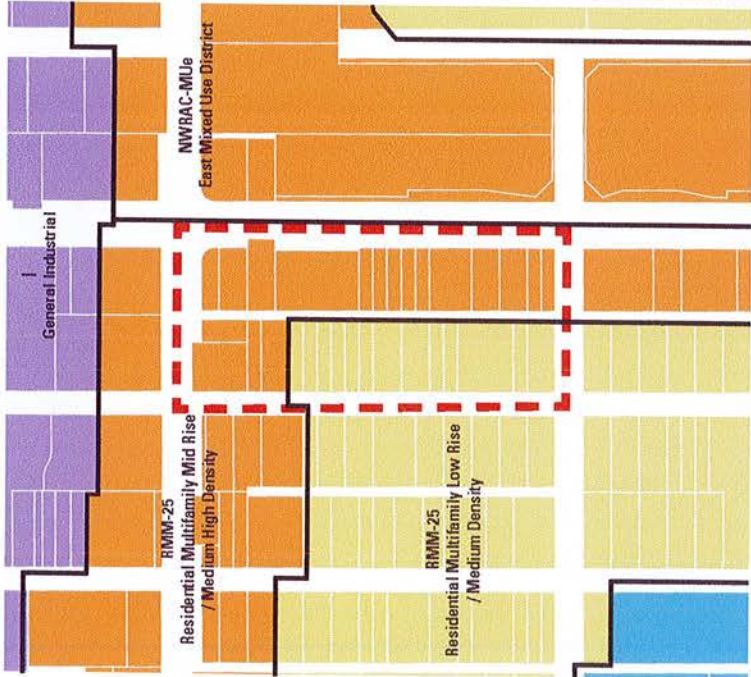 I
General Industrial
NWRAC-MUe
East Mixed Use District
RMM-25
Residential Multifamily Mid Rise
/ Medium High Density
RMM-25
Residential Multifamily Low Rise
/ Medium Density